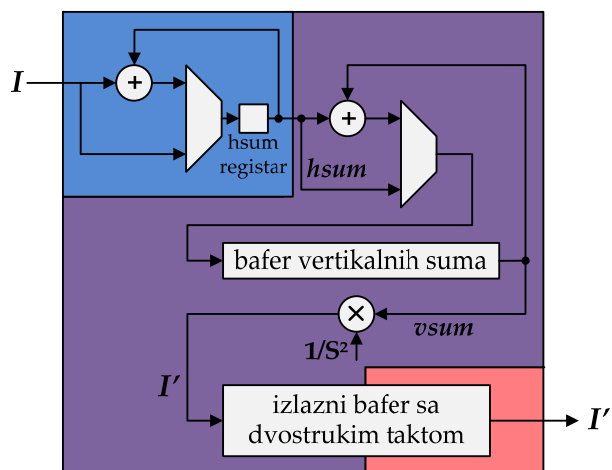 I
+
hsum
registar
+
hsum
bafer vertikalnih suma
×
vsum
1/S²
I′
izlazni bafer sa
dvostrukim taktom
I′